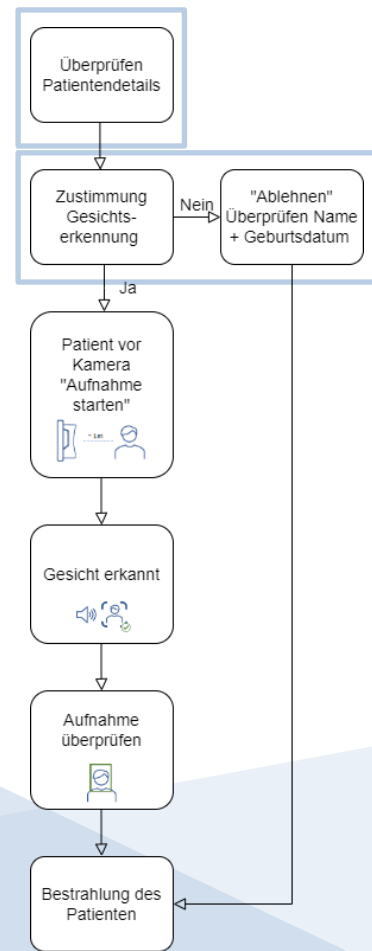 Überprüfen
Patientendetails
Zustimmung
Gesichts-
erkennung
Nein
"Ablehnen"
Überprüfen Name
+ Geburtsdatum
Ja
Patient vor
Kamera
"Aufnahme
starten"
Gesicht erkannt
Aufnahme
überprüfen
Bestrahlung des
Patienten